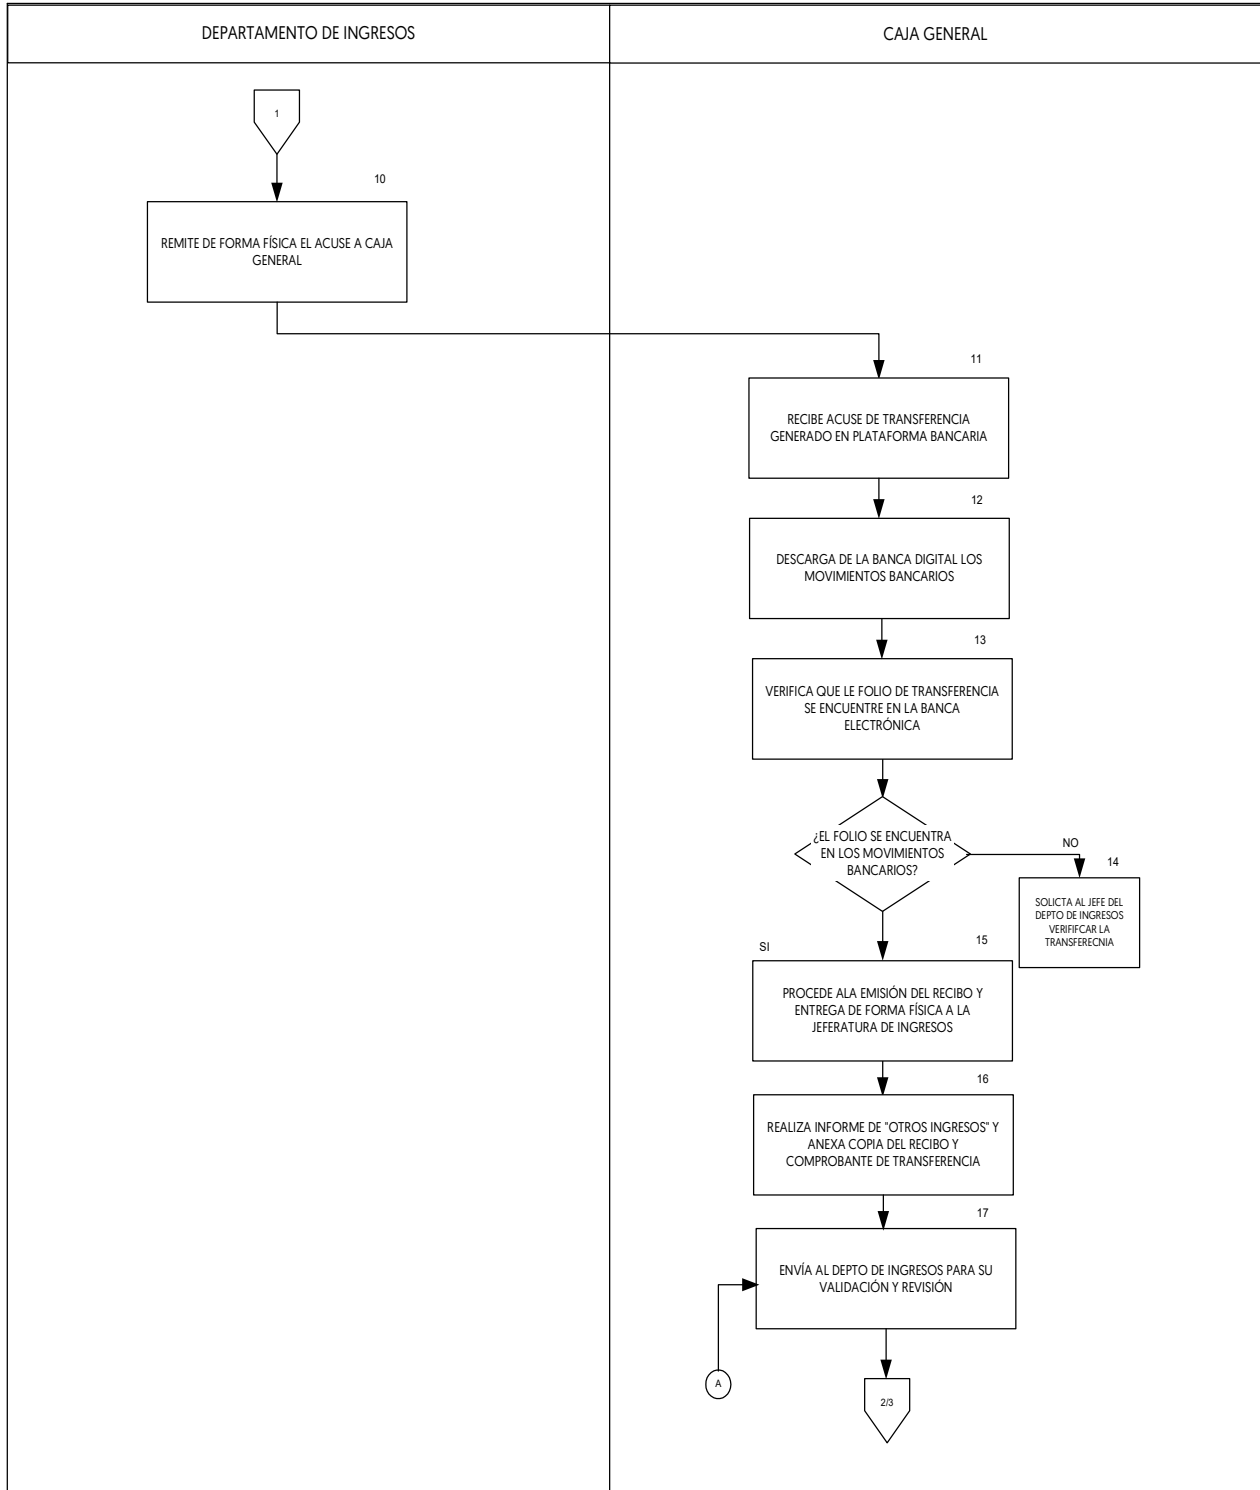 DEPARTAMENTO DE INGRESOS
CAJA GENERAL
1
10
REMITE DE FORMA FÍSICA EL ACUSE A CAJA
GENERAL
11
RECIBE ACUSE DE TRANSFERENCIA
GENERADO EN PLATAFORMA BANCARIA
12
DESCARGA DE LA BANCA DIGITAL LOS
MOVIMIENTOS BANCARIOS
13
VERIFICA QUE LE FOLIO DE TRANSFERENCIA
SE ENCUENTRE EN LA BANCA
ELECTRÓNICA
¿EL FOLIO SE ENCUENTRA
EN LOS MOVIMIENTOS
BANCARIOS?
NO
14
SOLICTA AL JEFE DEL
DEPTO DE INGRESOS
VERIFIFCAR LA
TRANSFERECNIA
SI
15
PROCEDE ALA EMISIÓN DEL RECIBO Y
ENTREGA DE FORMA FÍSICA A LA
JEFERATURA DE INGRESOS
16
REALIZA INFORME DE "OTROS INGRESOS" Y
ANEXA COPIA DEL RECIBO Y
COMPROBANTE DE TRANSFERENCIA
17
ENVÍA AL DEPTO DE INGRESOS PARA SU
VALIDACIÓN Y REVISIÓN
A
2/3